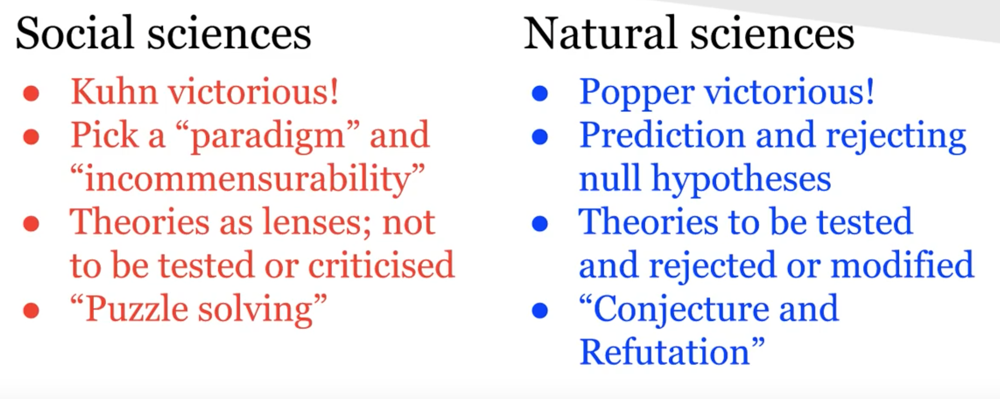 Social sciences
● Kuhn victorious!
● Pick a “paradigm” and
“incommensurability”
● Theories as lenses; not
to be tested or criticised
● “Puzzle solving”
Natural sciences
● Popper victorious!
● Prediction and rejecting
null hypotheses
● Theories to be tested
and rejected or modified
● “Conjecture and
Refutation”